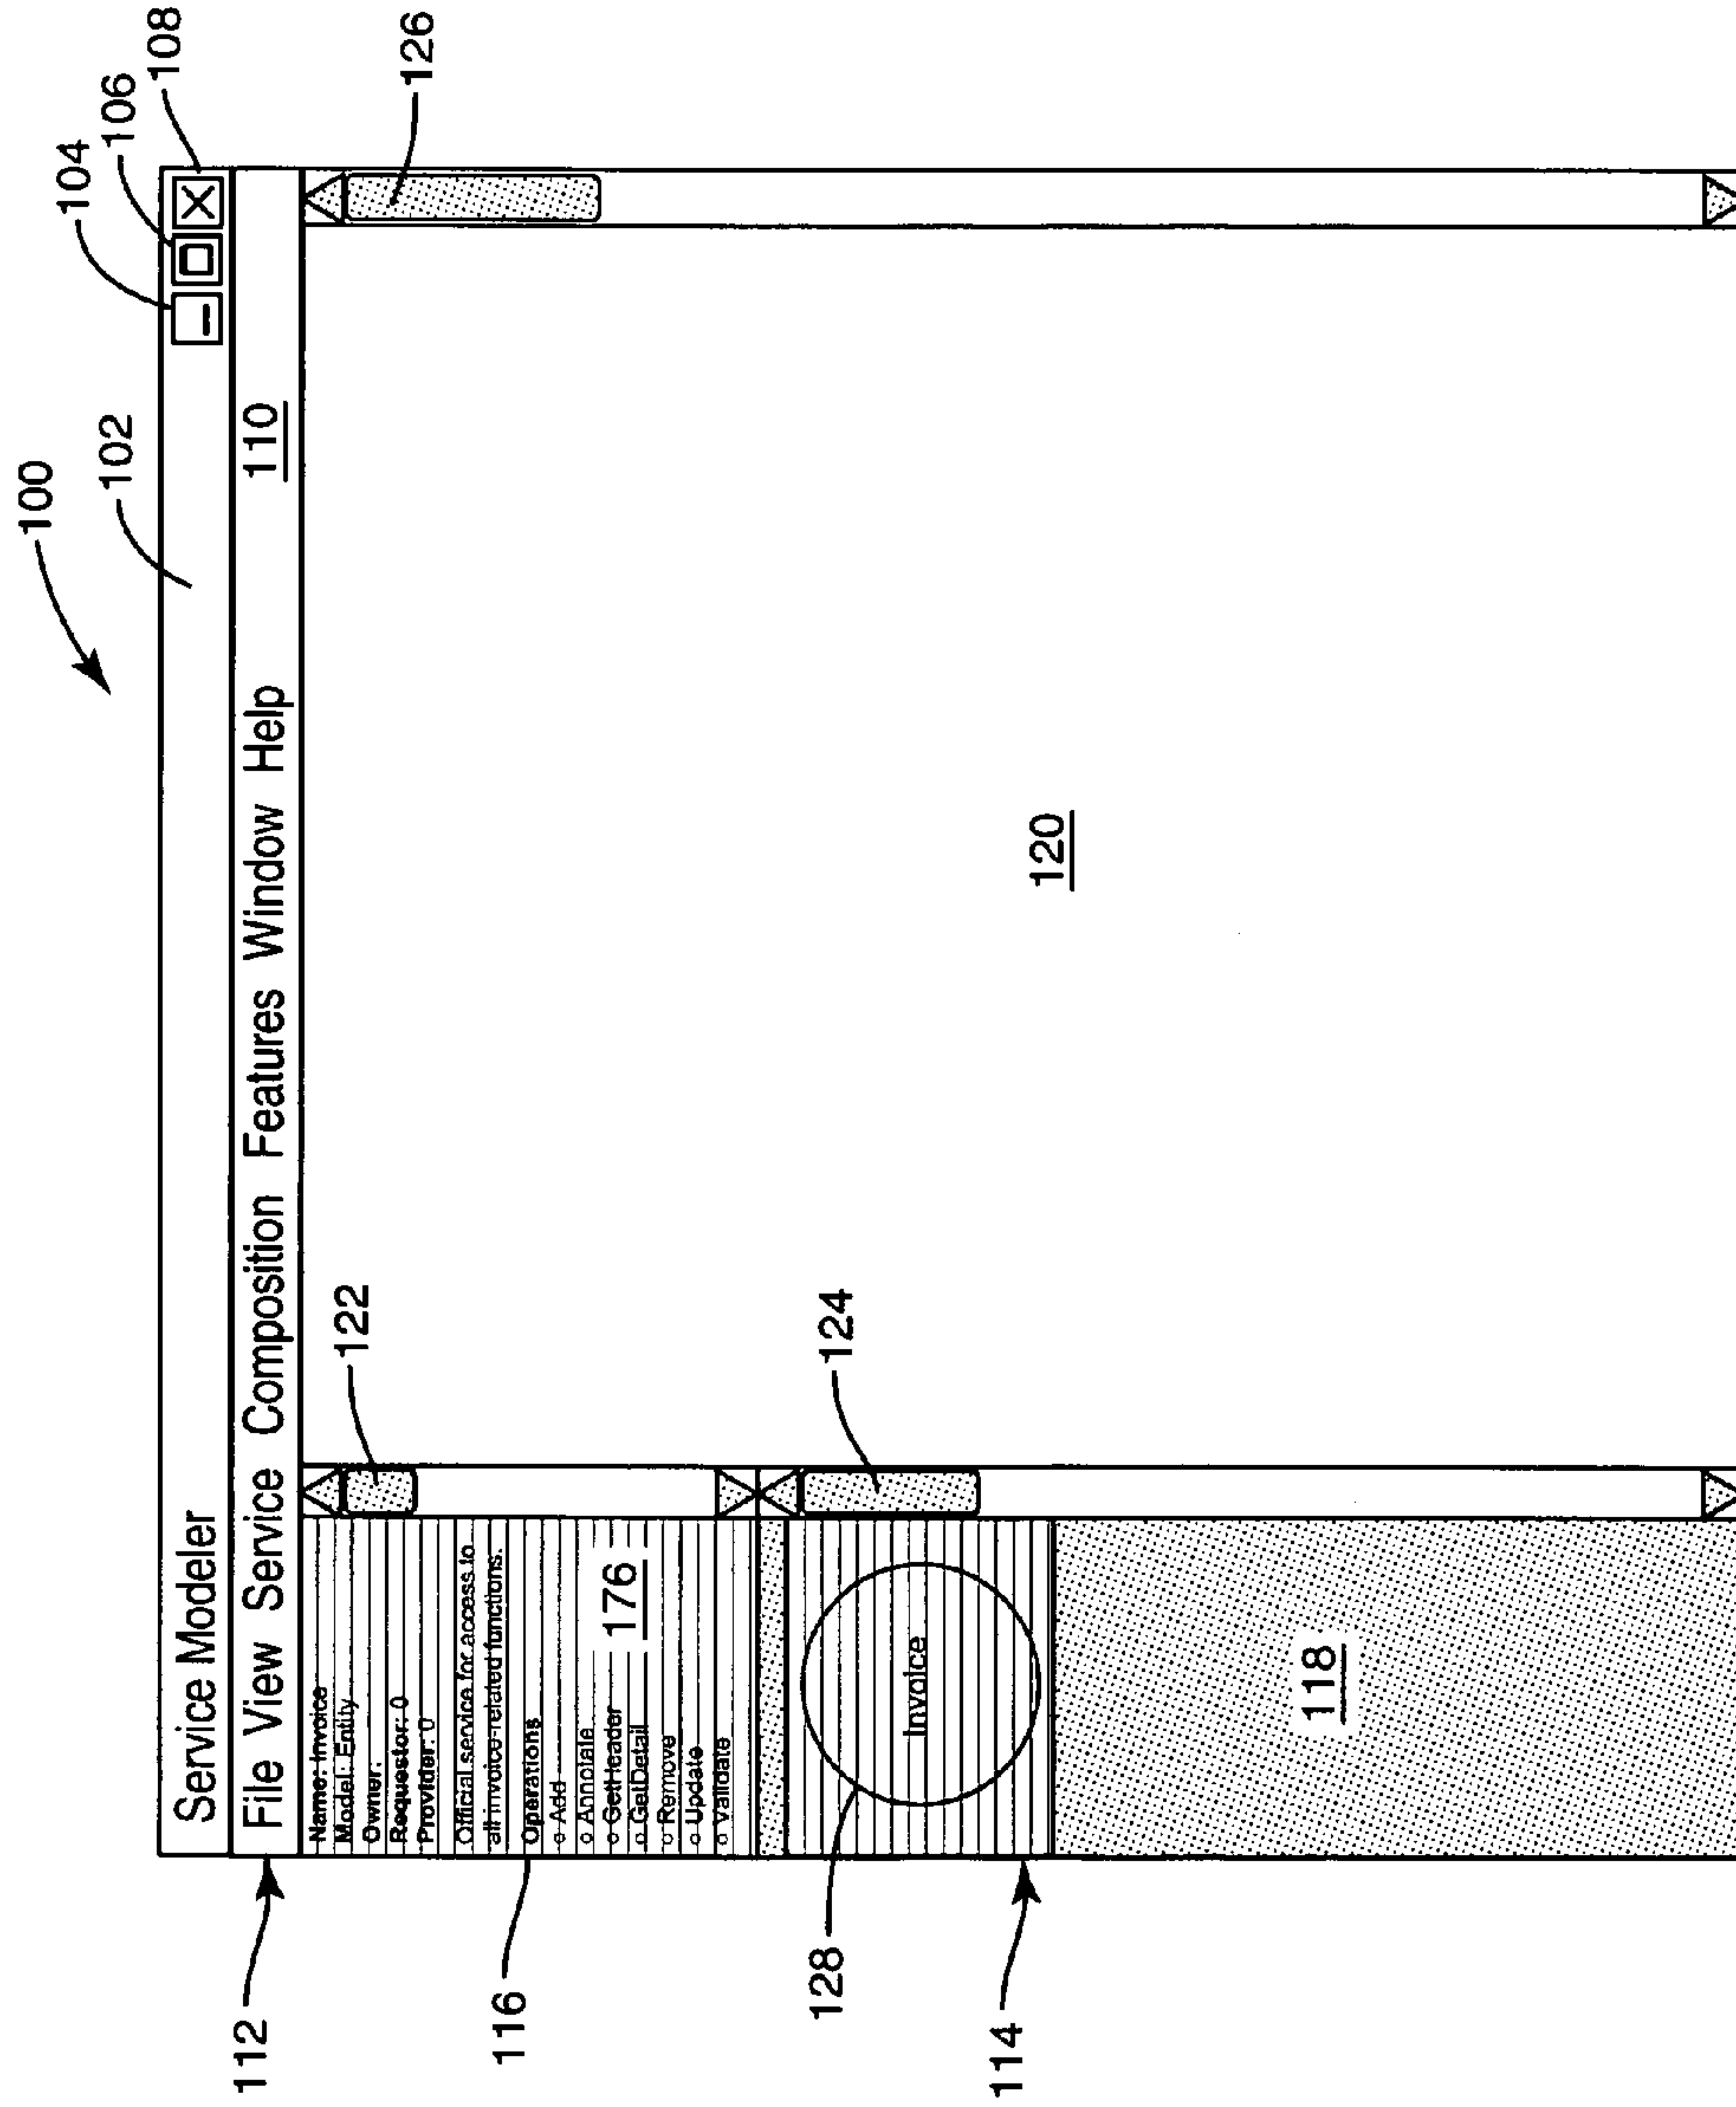 100
102
104
106
108
Service Modeler
112
File View Service Composition Features Window Help 110
122
126
116
Name: Invoice
Model: Entity
Owner:
Requestor: 0
Provider: 0
Official service for access to
all invoice-related functions.
Operations
o Add
o Annotate
o GetHeader
o GetDetail
o Remove
o Update
o Validate
176
124
128
Invoice
120
114
118